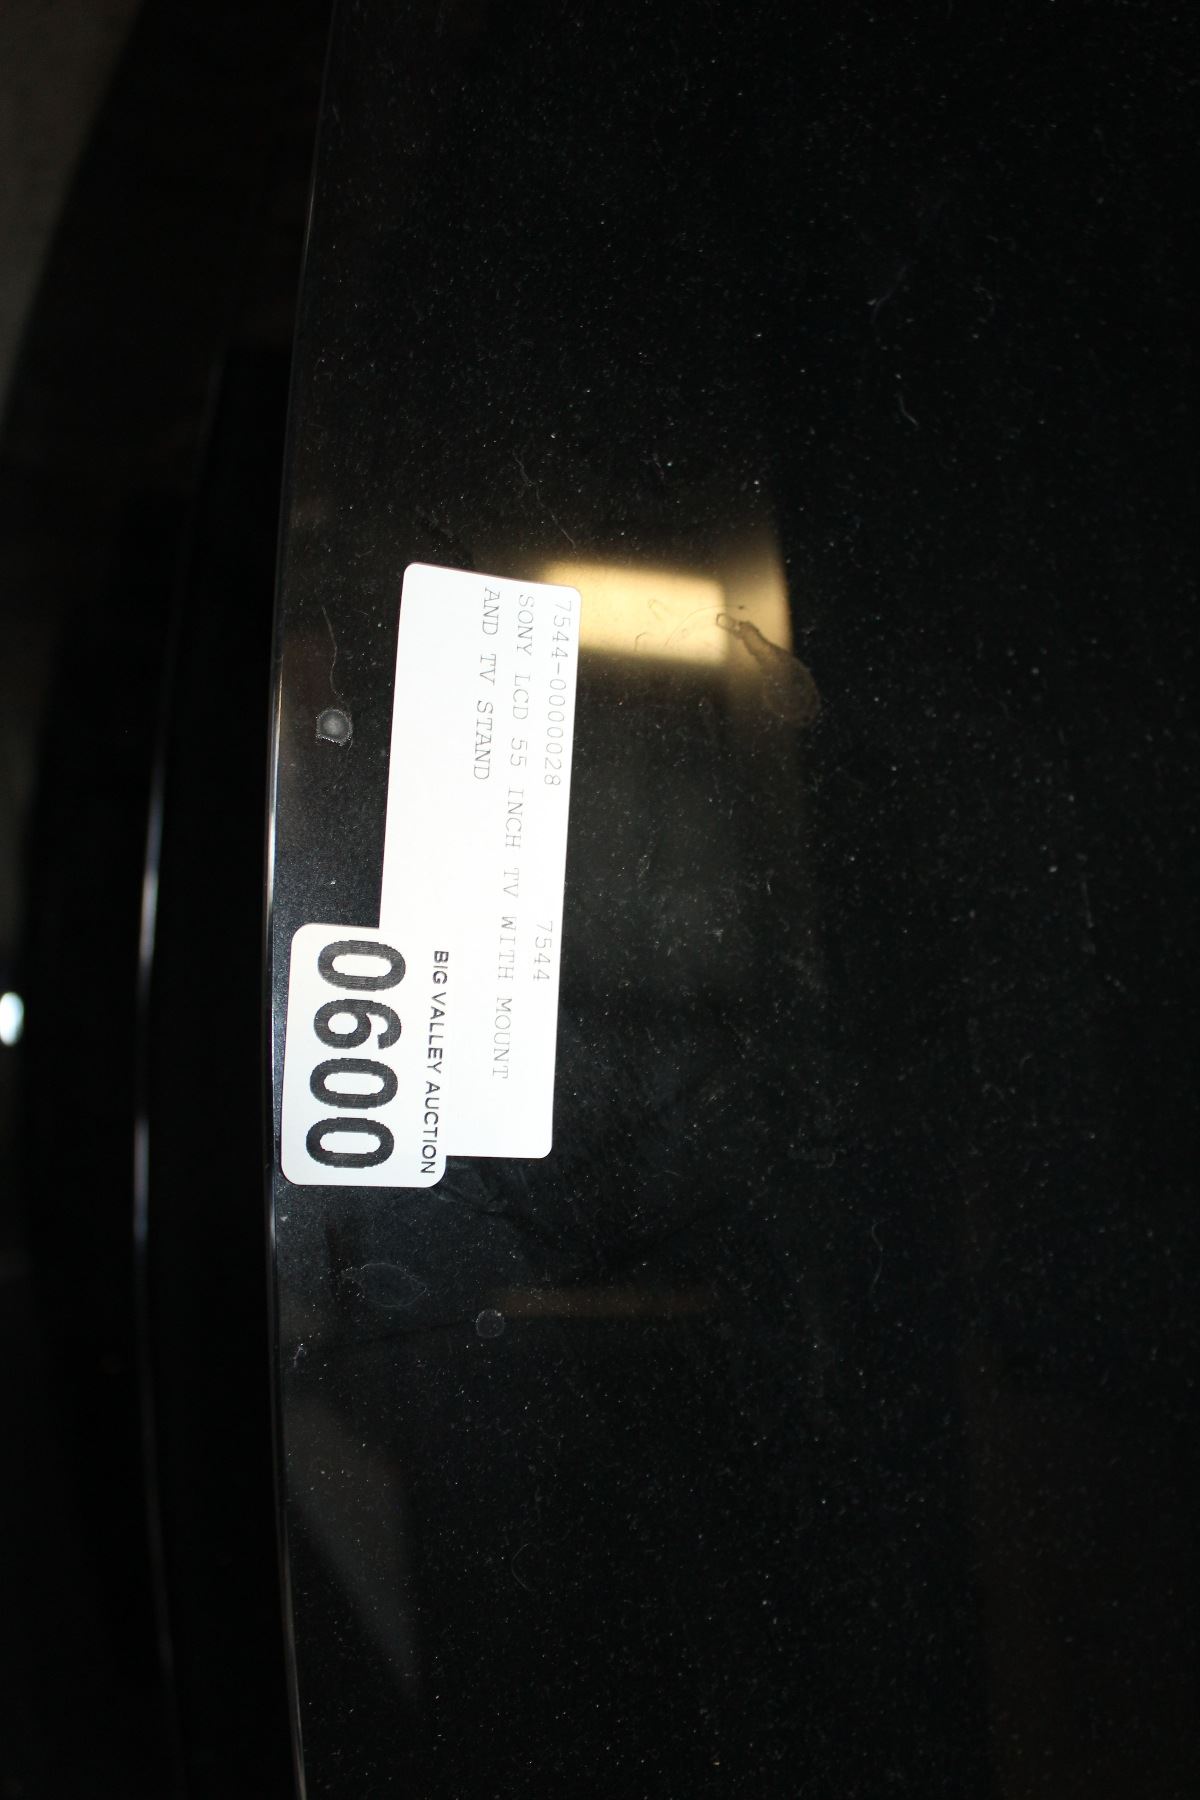 7544-0000028 7544
SONY LCD 55 INCH TV WITH MOUNT
AND TV STAND
BIG VALLEY AUCTION
0600